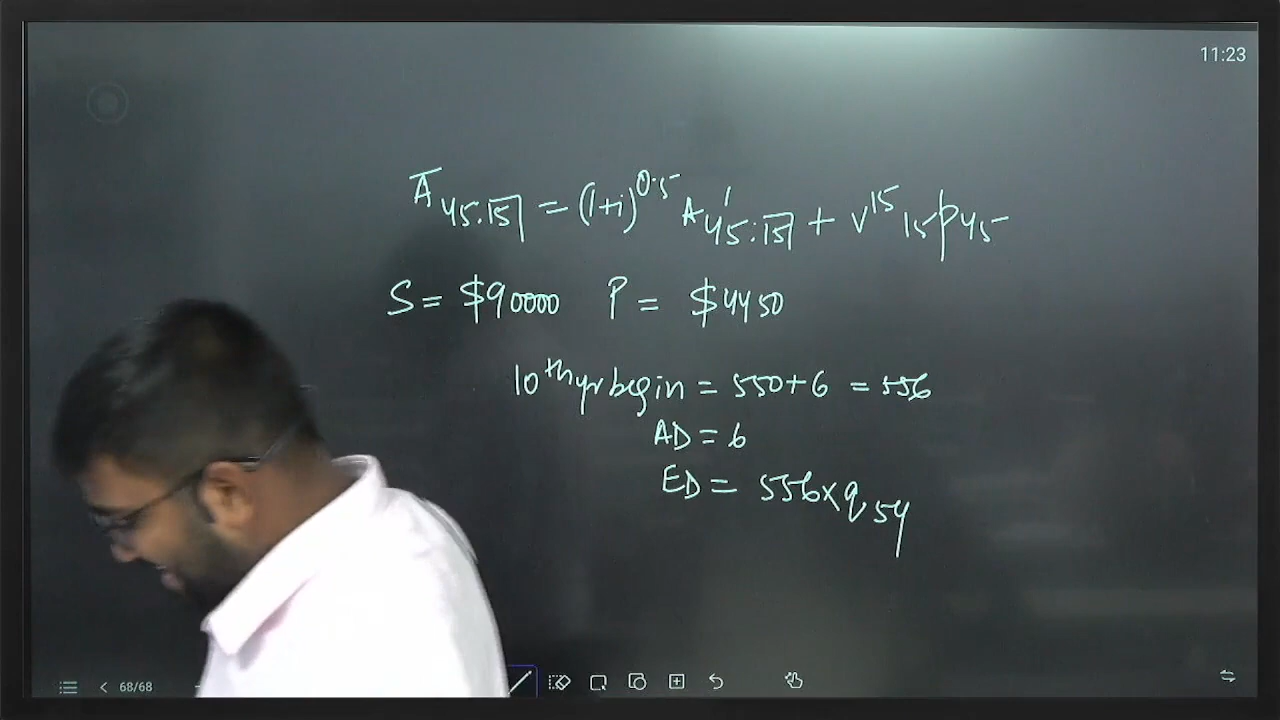 11:23
Ā₄₅:₁₅̅| = (1+i)^0.5 A¹₄₅:₁₅̅| + v^15 ₁₅p₄₅
S = $90000 P = $4450
10th yr begin = 550+6 = 556
AD = 6
ED = 556 × q₅₄
68/68